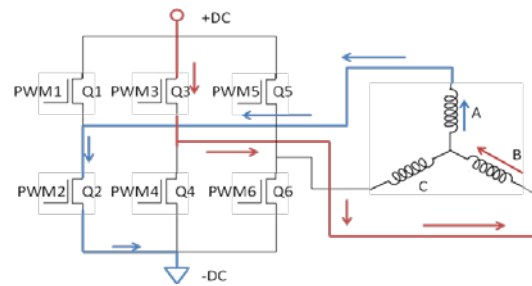 +DC
PWM1 Q1 PWM3 Q3 PWM5 Q5
A
B
C
PWM2 Q2 PWM4 Q4 PWM6 Q6
-DC